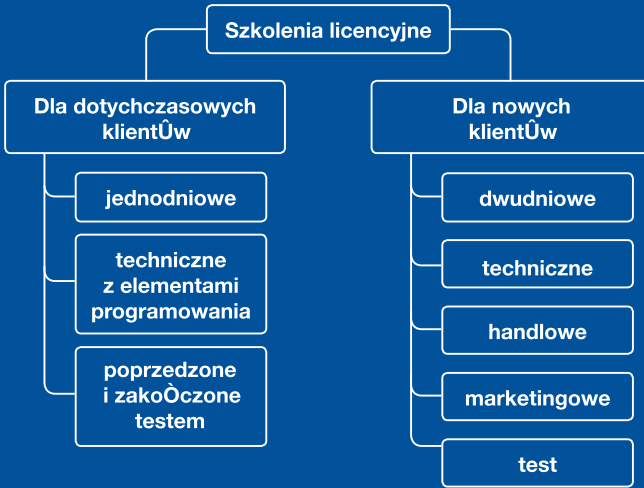 Szkolenia licencyjne
Dla dotychczasowych
klientÛw
jednodniowe
techniczne
z elementami
programowania
poprzedzone
i zakoÒczone
testem
Dla nowych
klientÛw
dwudniowe
techniczne
handlowe
marketingowe
test